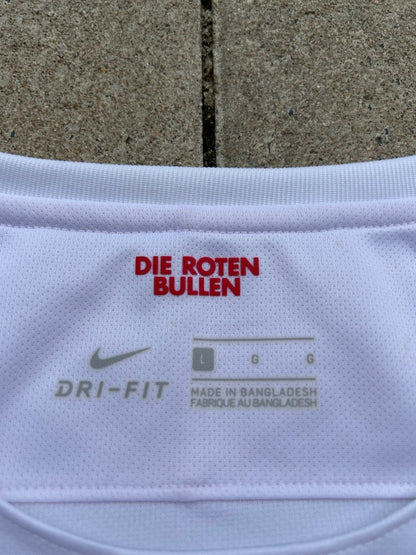 DIE ROTEN
BULLEN
DRI-FIT
L G G
MADE IN BANGLADESH
FABRIQUE AU BANGLADESH